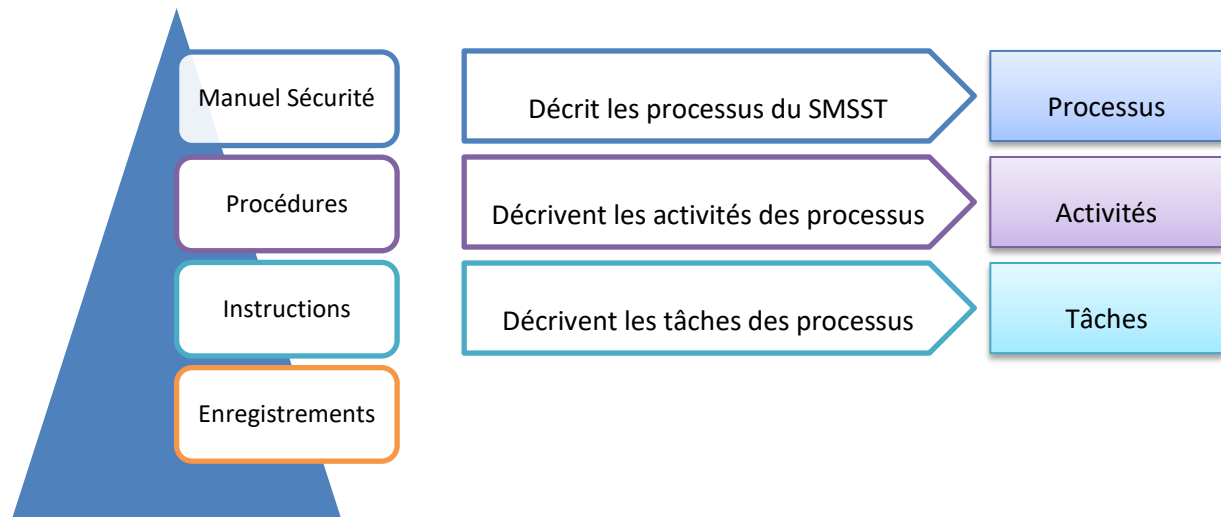 Manuel Sécurité
Décrit les processus du SMSST
Processus
Procédures
Décrivent les activités des processus
Activités
Instructions
Décrivent les tâches des processus
Tâches
Enregistrements